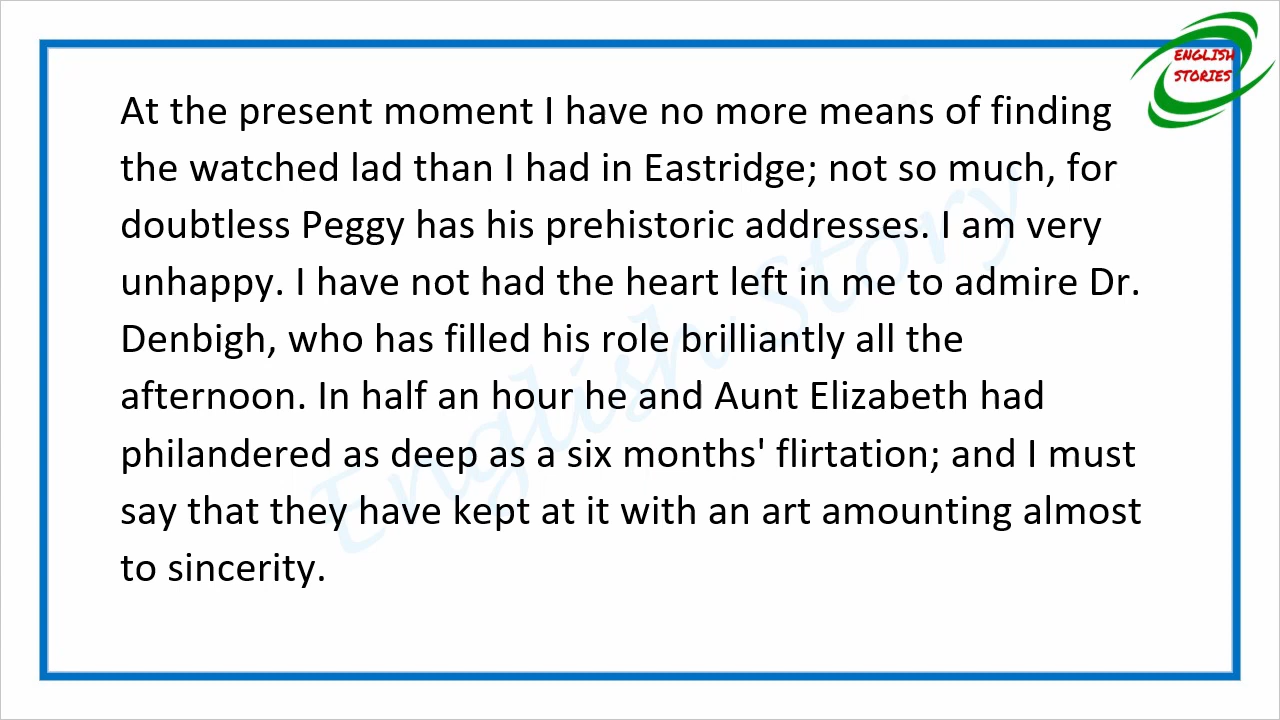 ENGLISH
STORIES
At the present moment I have no more means of finding
the watched lad than I had in Eastridge; not so much, for
doubtless Peggy has his prehistoric addresses. I am very
unhappy. I have not had the heart left in me to admire Dr.
Denbigh, who has filled his role brilliantly all the
afternoon. In half an hour he and Aunt Elizabeth had
philandered as deep as a six months' flirtation; and I must
say that they have kept at it with an art amounting almost
to sincerity.
English Story